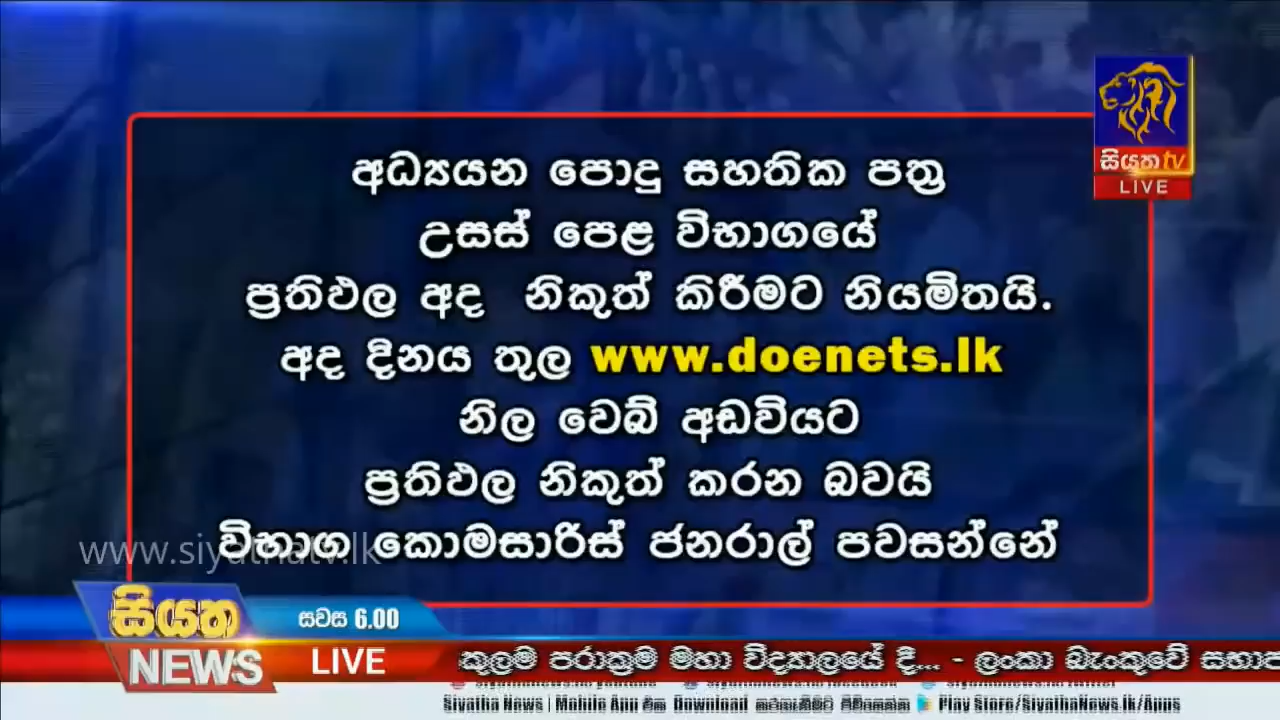 සියත tv
LIVE
අධ්‍යයන පොදු සහතික පත්‍ර
උසස් පෙළ විභාගයේ
ප්‍රතිඵල අද නිකුත් කිරීමට නියමිතයි.
අද දිනය තුල www.doenets.lk
නිල වෙබ් අඩවියට
ප්‍රතිඵල නිකුත් කරන බවයි
විභාග කොමසාරිස් ජනරාල් පවසන්නේ
www.siyathatv.lk
සියත
NEWS
සවස 6.00
LIVE
කුලම පරාක්‍රම මහා විද්‍යාලයේ දී... - ලංකා බැංකුවේ සභාප
Siyatha News | Mobile App එක Download Play Store/SiyathaNews.lk/Apps